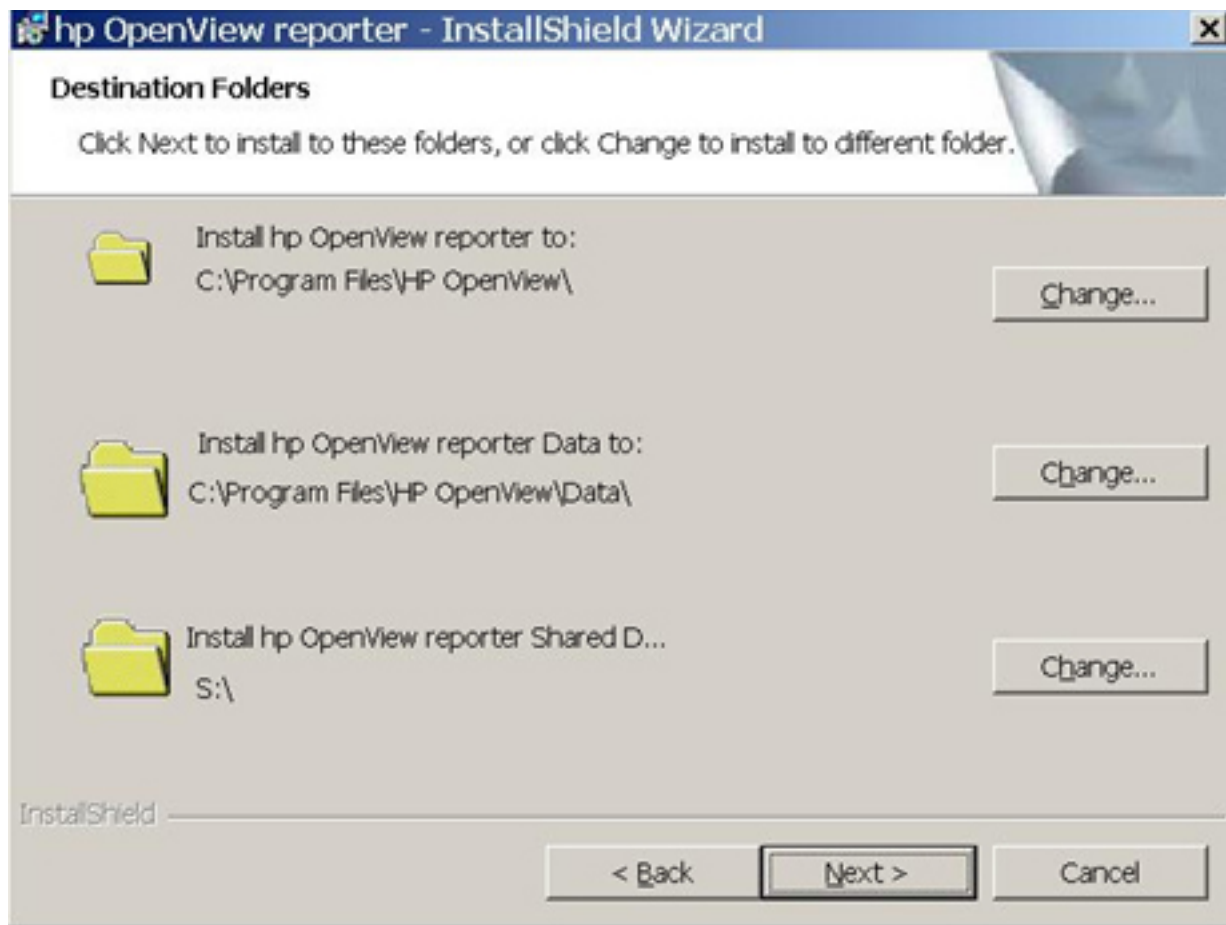 hp OpenView reporter - InstallShield Wizard
Destination Folders
Click Next to install to these folders, or click Change to install to different folder.
Install hp OpenView reporter to:
C:\Program Files\HP OpenView\
Change...
Install hp OpenView reporter Data to:
C:\Program Files\HP OpenView\Data\
Change...
Install hp OpenView reporter Shared D...
S:\
Change...
InstallShield
< Back
Next >
Cancel